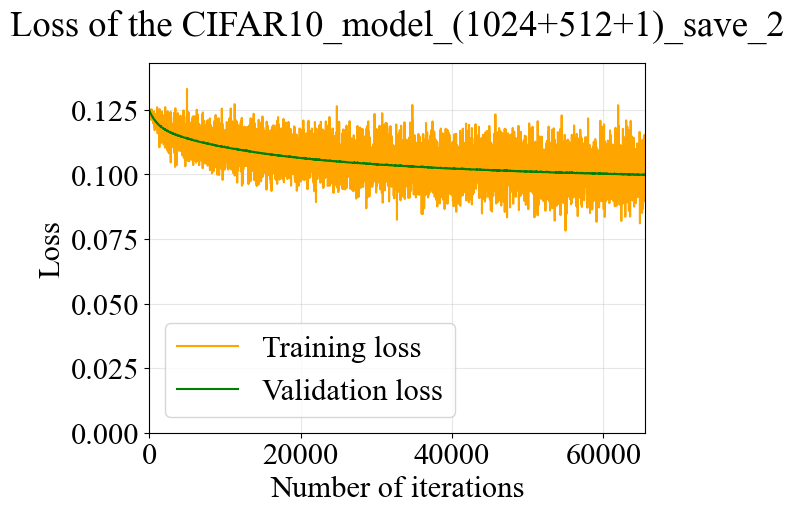 Loss of the CIFAR10_model_(1024+512+1)_save_2
0.125
0.100
0.075
0.050
0.025
0.000
Loss
Training loss
Validation loss
0
20000
40000
60000
Number of iterations